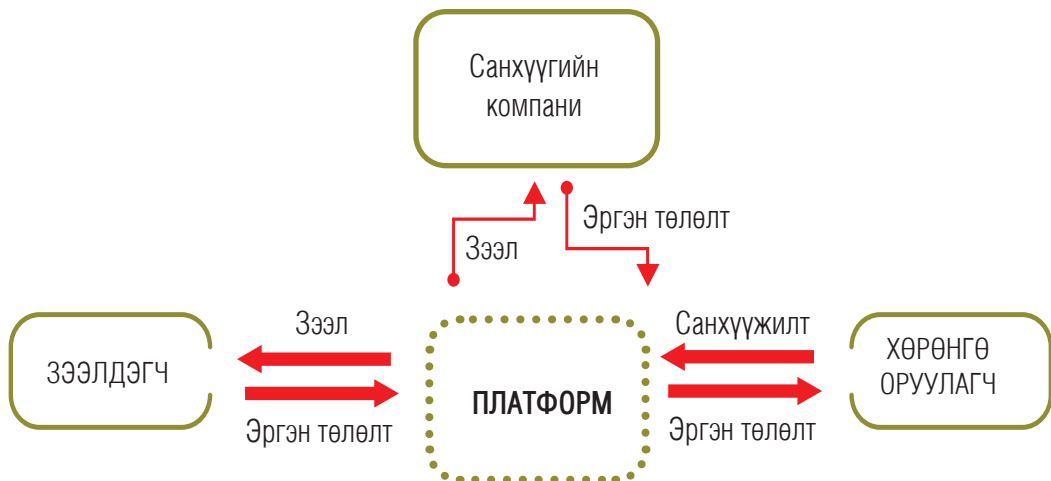 Санхүүгийн
компани
Эргэн төлөлт
Зээл
Зээл
Санхүүжилт
ЗЭЭЛДЭГЧ
ПЛАТФОРМ
ХӨРӨНГӨ
ОРУУЛАГЧ
Эргэн төлөлт
Эргэн төлөлт